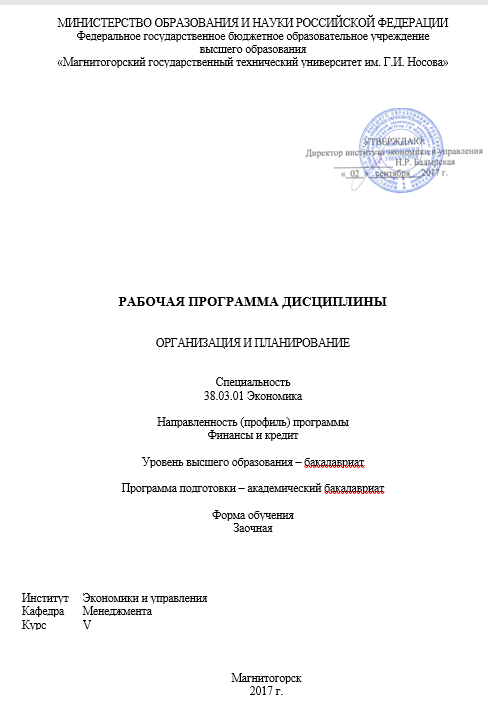 МИНИСТЕРСТВО ОБРАЗОВАНИЯ И НАУКИ РОССИЙСКОЙ ФЕДЕРАЦИИ
Федеральное государственное бюджетное образовательное учреждение
высшего образования
«Магнитогорский государственный технический университет им. Г.И. Носова»
УТВЕРЖДАЮ:
Директор института экономики и управления
Н.Р. Балынская
« 02 » сентября 2017 г.
РАБОЧАЯ ПРОГРАММА ДИСЦИПЛИНЫ
ОРГАНИЗАЦИЯ И ПЛАНИРОВАНИЕ
Специальность
38.03.01 Экономика
Направленность (профиль) программы
Финансы и кредит
Уровень высшего образования – бакалавриат
Программа подготовки – академический бакалавриат
Форма обучения
Заочная
Институт Экономики и управления
Кафедра Менеджмента
Курс V
Магнитогорск
2017 г.